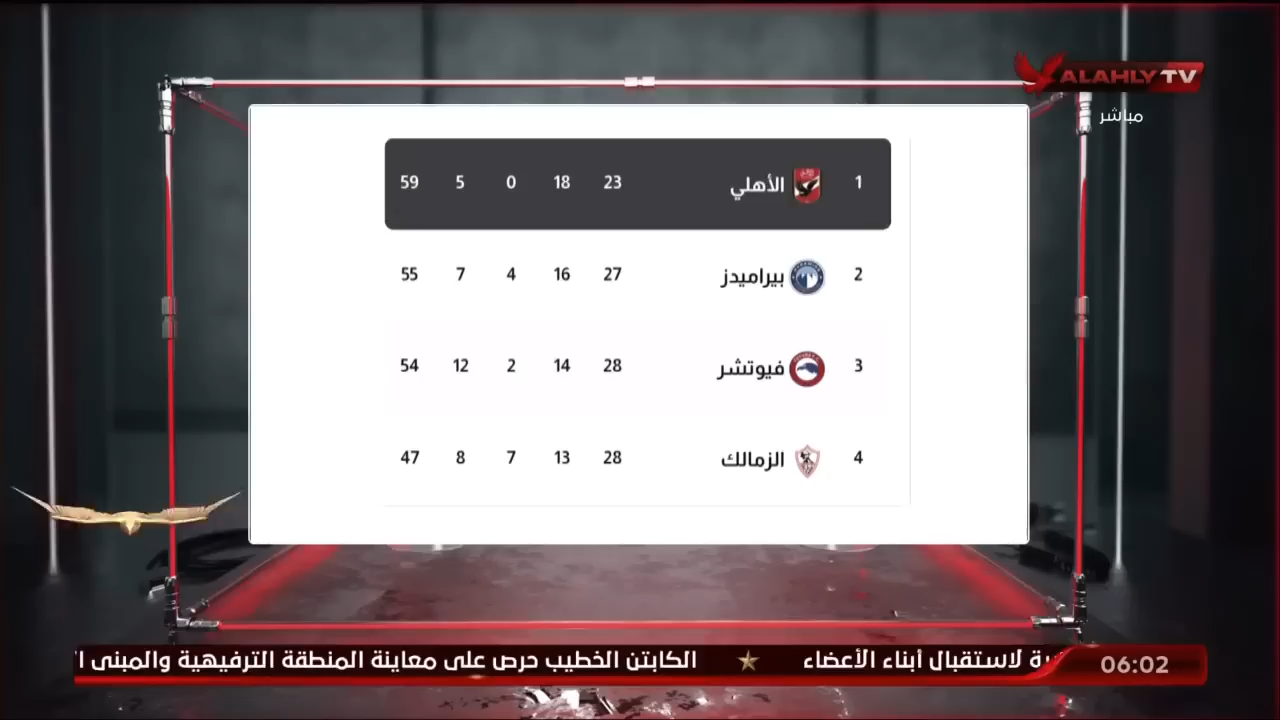 ALAHLY TV
مباشر
1 الأهلي 23 18 0 5 59
2 بيراميدز 27 16 4 7 55
3 فيوتشر 28 14 2 12 54
4 الزمالك 28 13 7 8 47
لاستقبال أبناء الأعضاء ★ الكابتن الخطيب حرص على معاينة المنطقة الترفيهية والمبنى
06:02